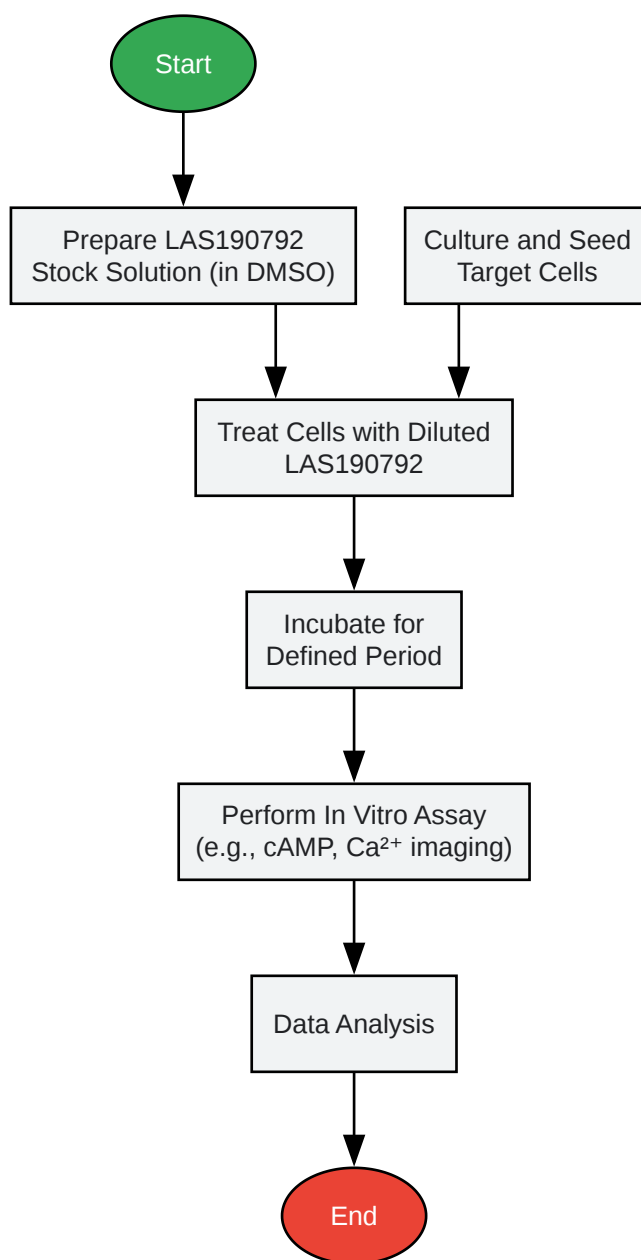 Start
Prepare LAS190792
Stock Solution (in DMSO)
Culture and Seed
Target Cells
Treat Cells with Diluted
LAS190792
Incubate for
Defined Period
Perform In Vitro Assay
(e.g., cAMP, Ca²⁺ imaging)
Data Analysis
End